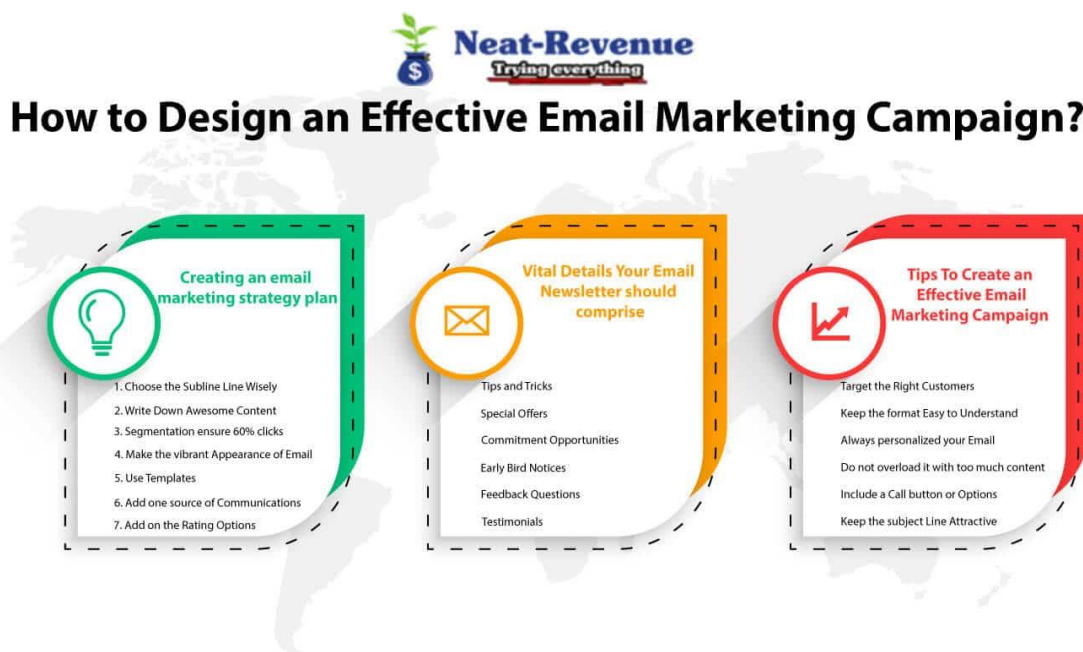 Neat-Revenue
Trying everything
How to Design an Effective Email Marketing Campaign?
Creating an email
marketing strategy plan
1. Choose the Subline Line Wisely
2. Write Down Awesome Content
3. Segmentation ensure 60% clicks
4. Make the vibrant Appearance of Email
5. Use Templates
6. Add one source of Communications
7. Add on the Rating Options
Vital Details Your Email
Newsletter should
comprise
Tips and Tricks
Special Offers
Commitment Opportunities
Early Bird Notices
Feedback Questions
Testimonials
Tips To Create an
Effective Email
Marketing Campaign
Target the Right Customers
Keep the format Easy to Understand
Always personalized your Email
Do not overload it with too much content
Include a Call button or Options
Keep the subject Line Attractive